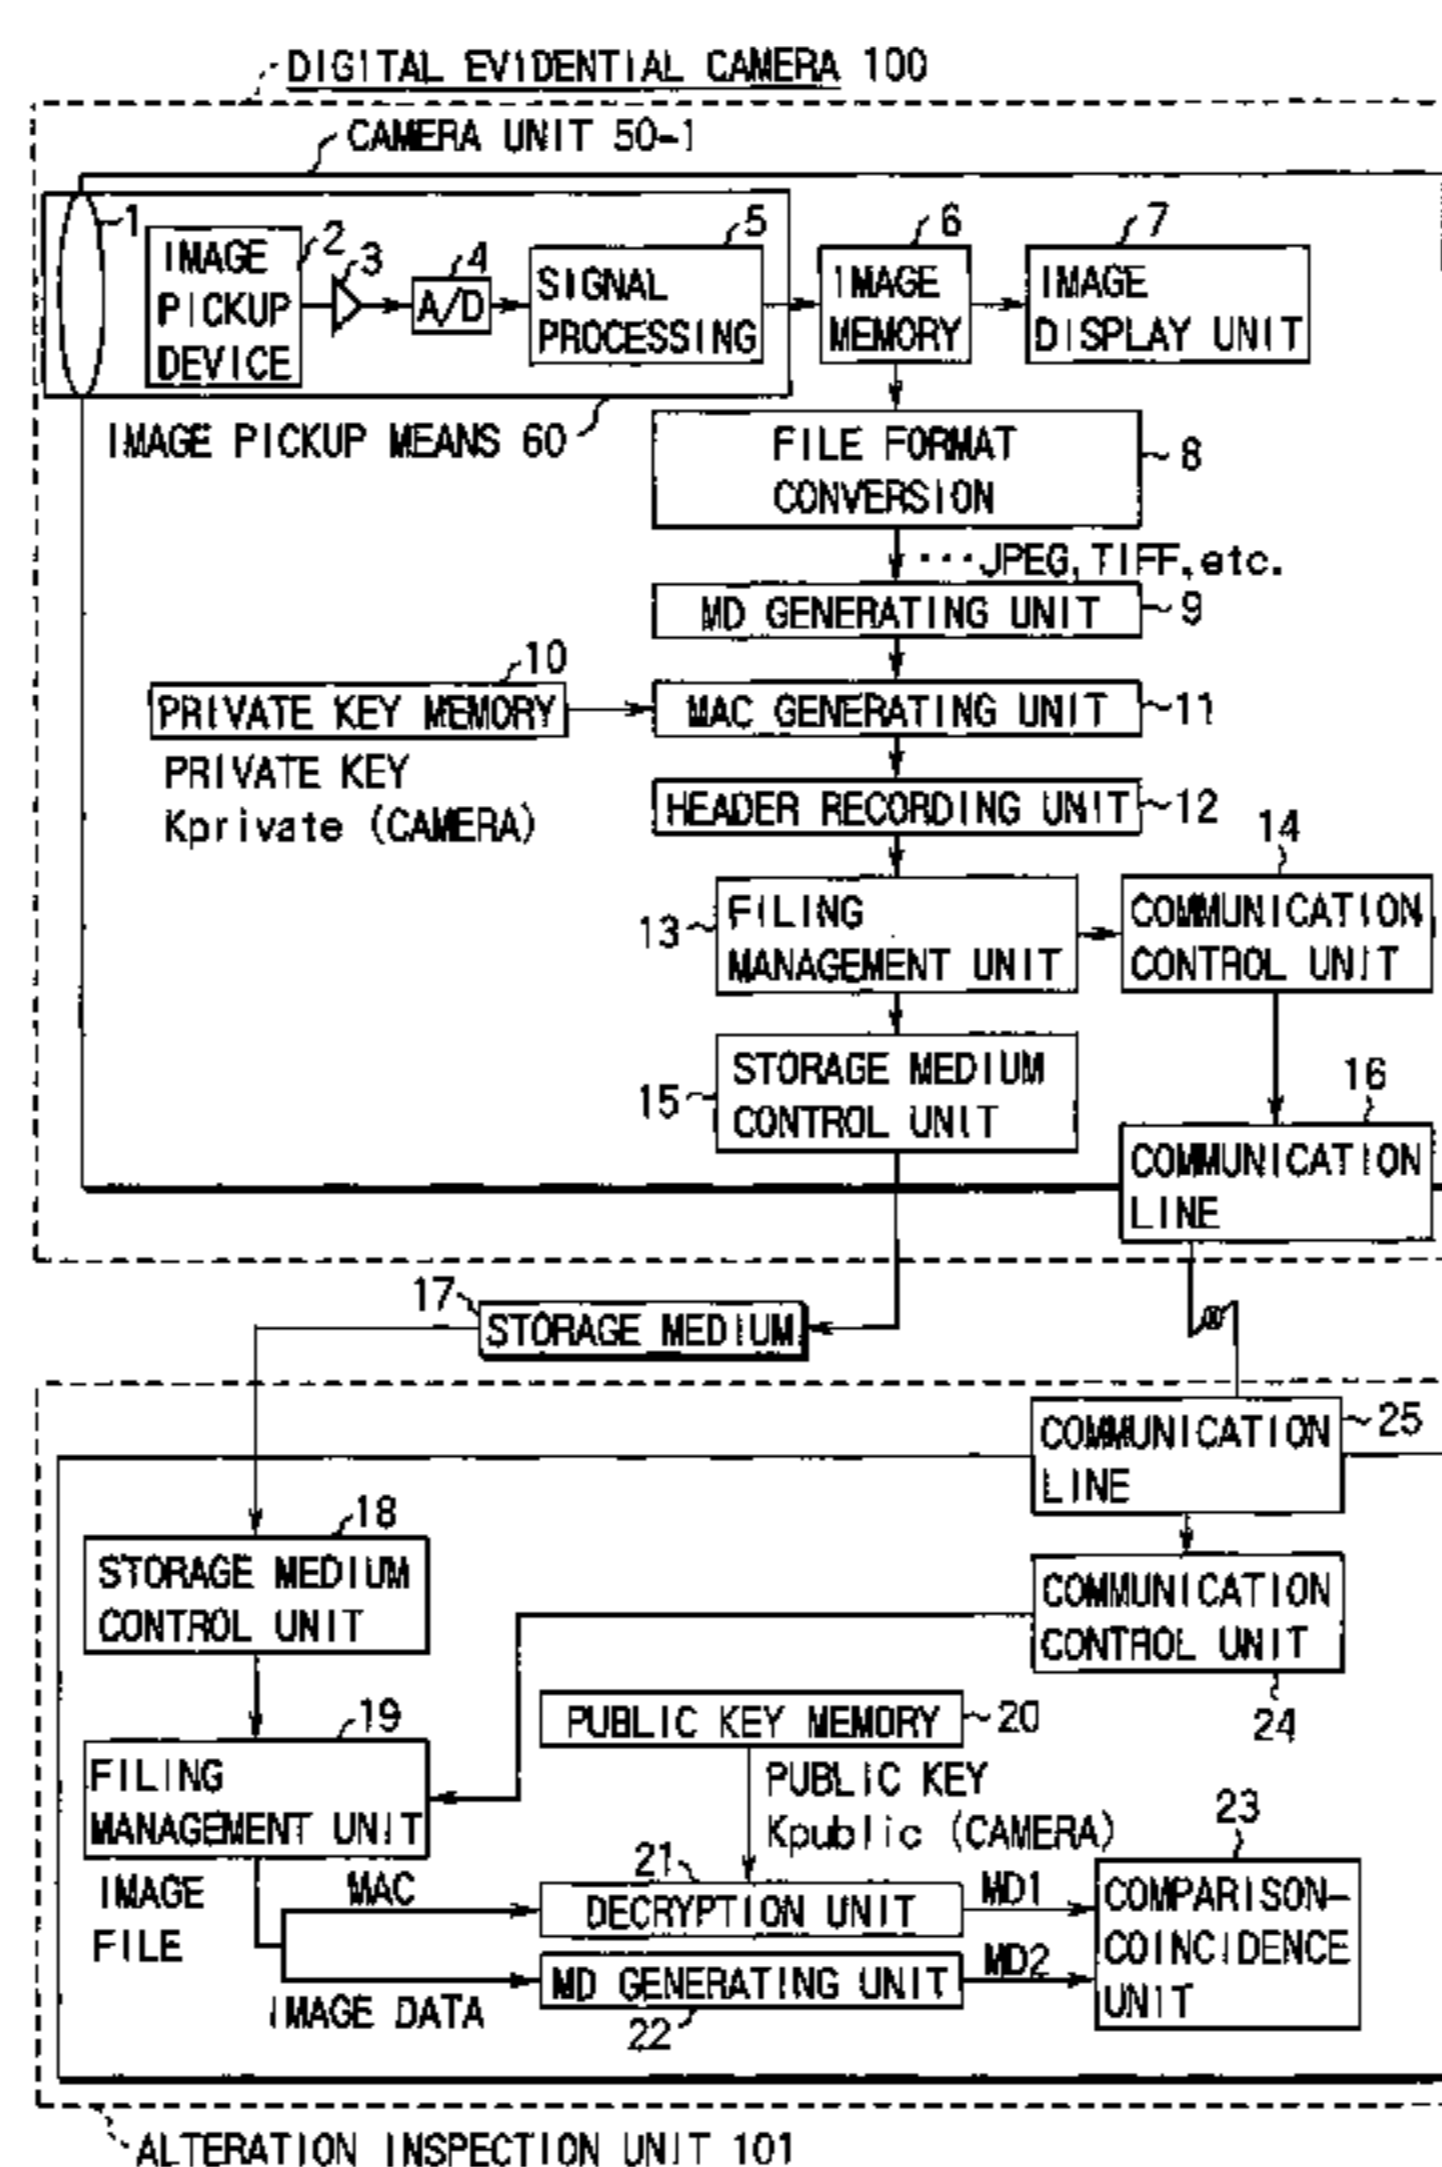 DIGITAL EVIDENTIAL CAMERA 100
CAMERA UNIT 50-1
1
IMAGE
PICKUP
DEVICE
2
3
4
A/D
5
SIGNAL
PROCESSING
6
IMAGE
MEMORY
7
IMAGE
DISPLAY UNIT
IMAGE PICKUP MEANS 60
FILE FORMAT
CONVERSION
8
···JPEG,TIFF,etc.
MD GENERATING UNIT
9
10
PRIVATE KEY MEMORY
PRIVATE KEY
Kprivate (CAMERA)
MAC GENERATING UNIT
11
HEADER RECORDING UNIT
12
13
FILING
MANAGEMENT UNIT
14
COMMUNICATION
CONTROL UNIT
15
STORAGE MEDIUM
CONTROL UNIT
16
COMMUNICATION
LINE
17
STORAGE MEDIUM
COMMUNICATION
LINE
25
18
STORAGE MEDIUM
CONTROL UNIT
COMMUNICATION
CONTROL UNIT
24
19
FILING
MANAGEMENT UNIT
PUBLIC KEY MEMORY
20
PUBLIC KEY
Kpublic (CAMERA)
IMAGE
FILE
MAC
21
DECRYPTION UNIT
MD1
23
COMPARISON-
COINCIDENCE
UNIT
IMAGE DATA
MD GENERATING UNIT
22
MD2
ALTERATION INSPECTION UNIT 101